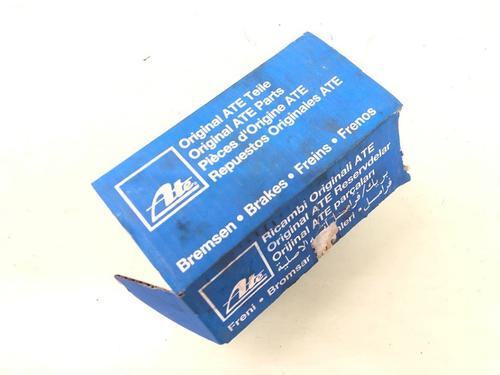 Original ATE Teile
Original ATE Parts
Pièces d'Origine ATE
Repuestos Originales ATE
Ate
Bremsen • Brakes • Freins • Frenos
Ricambi Originali ATE
Original ATE Reservdelar
Orijinal ATE parçaları
Ate
Freni • Bromsar